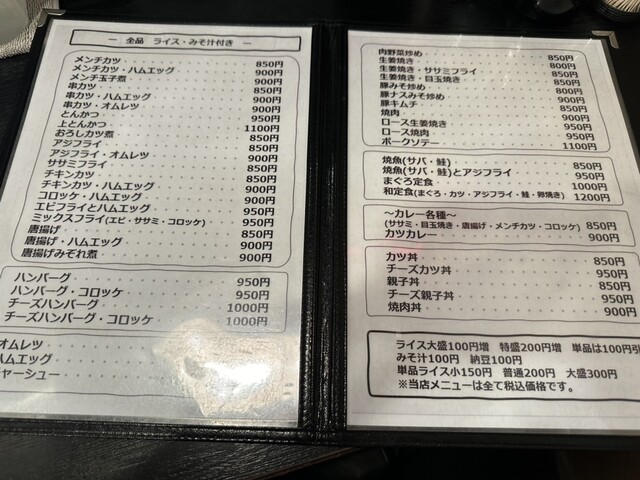 ― 全品　ライス・みそ汁付き ―
メンチカツ 850円
メンチカツ・ハムエッグ 900円
メンチ玉子煮 900円
串カツ 850円
串カツ・ハムエッグ 900円
串カツ・オムレツ 900円
とんかつ 950円
上とんかつ 1100円
おろしカツ煮 900円
アジフライ 850円
アジフライ・オムレツ 900円
ササミフライ 850円
チキンカツ 850円
チキンカツ・ハムエッグ 900円
コロッケ・ハムエッグ 900円
エビフライとハムエッグ 950円
ミックスフライ(エビ・ササミ・コロッケ) 950円
唐揚げ 850円
唐揚げ・ハムエッグ 900円
唐揚げみぞれ煮 900円
ハンバーグ 950円
ハンバーグ・コロッケ 950円
チーズハンバーグ 1000円
チーズハンバーグ・コロッケ 1000円
オムレツ
ハムエッグ
ャーシュー
肉野菜炒め 850円
生姜焼き 800円
生姜焼き・ササミフライ 850円
生姜焼き・目玉焼き 850円
豚みそ炒め 800円
豚ナスみそ炒め 900円
豚キムチ 850円
焼肉 900円
ロース生姜焼き 950円
ロース焼肉 950円
ポークソテー 1100円
焼魚(サバ・鮭) 850円
焼魚(サバ・鮭)とアジフライ 950円
まぐろ定食 1000円
和定食(まぐろ・カツ・アジフライ・鮭・卵焼き) 1200円
～カレー各種～
(ササミ・目玉焼き・唐揚げ・メンチカツ・コロッケ) 850円
カツカレー 900円
カツ丼 850円
チーズカツ丼 950円
親子丼 850円
チーズ親子丼 950円
焼肉丼 900円
ライス大盛100円増　特盛200円増　単品は100円引
みそ汁100円　納豆100円
単品ライス小150円　普通200円　大盛300円
※当店メニューは全て税込価格です。